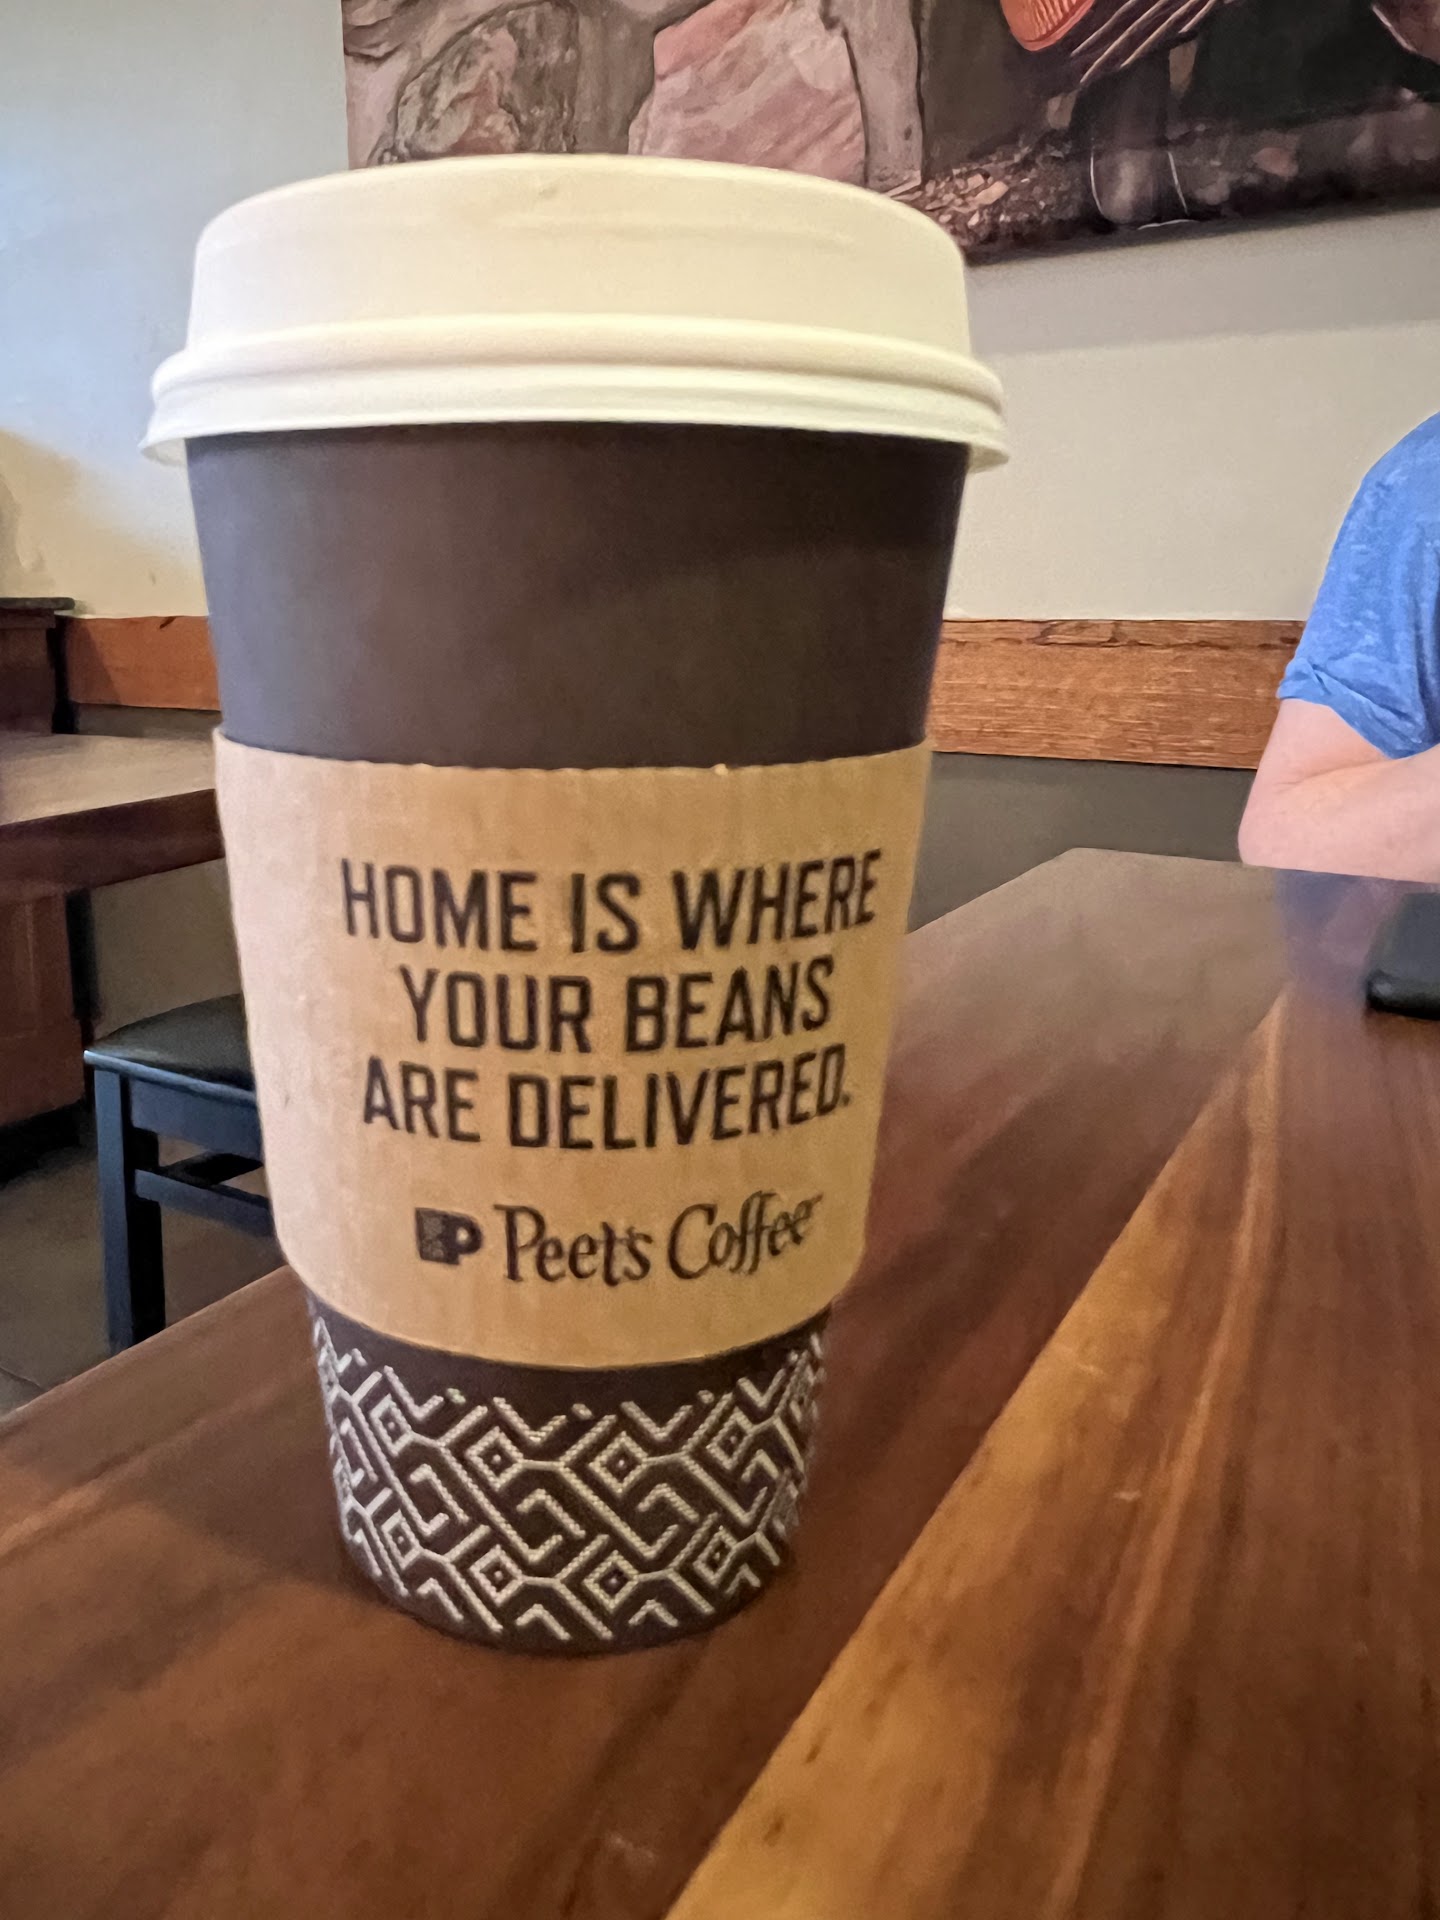 HOME IS WHERE
YOUR BEANS
ARE DELIVERED.
Peet's Coffee